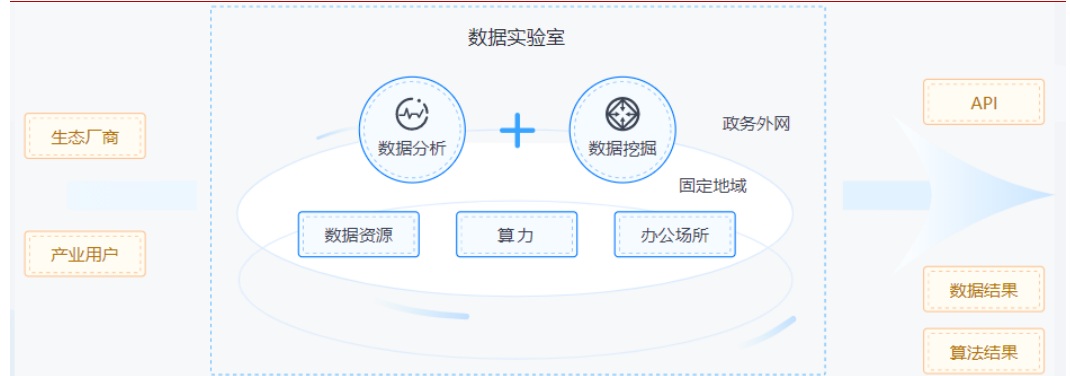 数据实验室
生态厂商
产业用户
数据分析
数据挖掘
政务外网
固定地域
数据资源
算力
办公场所
API
数据结果
算法结果